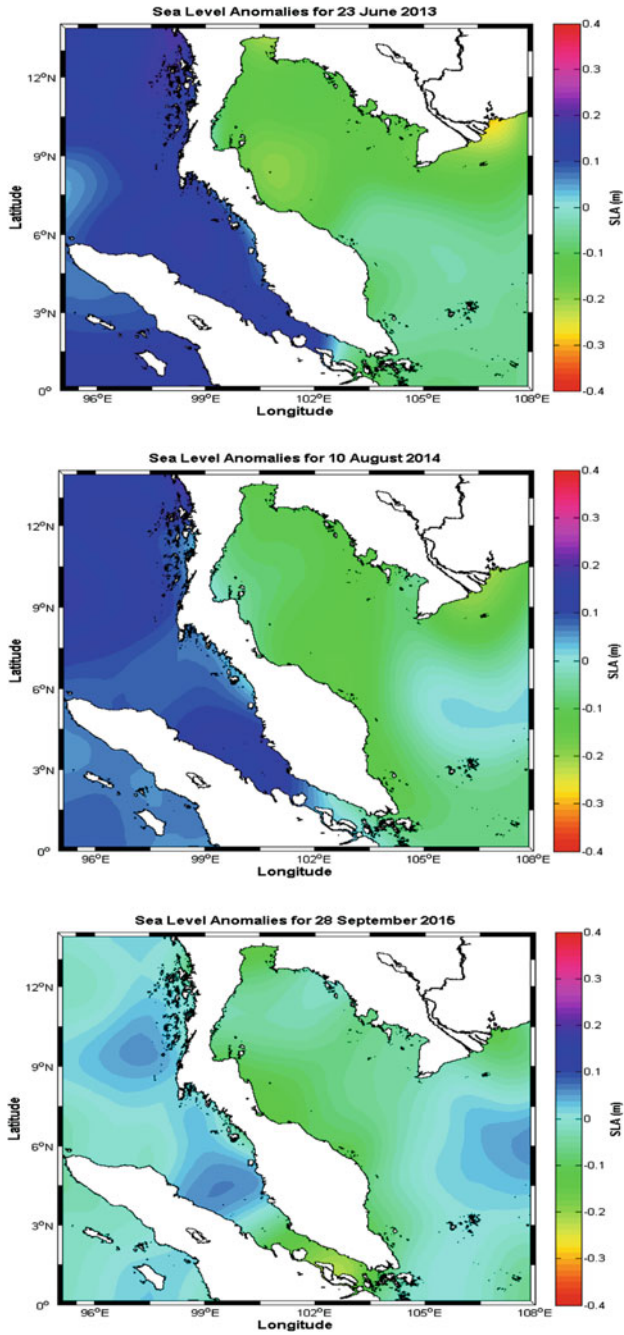 Sea Level Anomalies for 23 June 2013
0.4
12°N
0.3
0.2
9°N
0.1
Latitude
0
SLA (m)
6°N
-0.1
-0.2
3°N
-0.3
0°
-0.4
96°E 99°E 102°E 105°E 108°E
Longitude
Sea Level Anomalies for 10 August 2014
0.4
12°N
0.3
0.2
9°N
0.1
Latitude
0
SLA (m)
6°N
-0.1
-0.2
3°N
-0.3
0°
-0.4
96°E 99°E 102°E 105°E 108°E
Longitude
Sea Level Anomalies for 28 September 2015
0.4
12°N
0.3
0.2
9°N
0.1
Latitude
0
SLA (m)
6°N
-0.1
-0.2
3°N
-0.3
0°
-0.4
96°E 99°E 102°E 105°E 108°E
Longitude